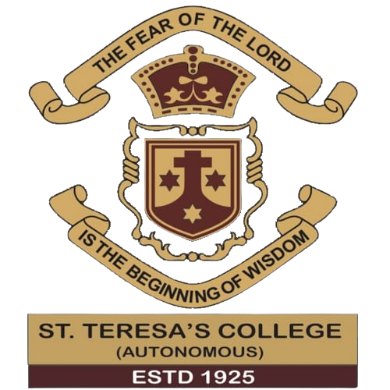 THE FEAR OF THE LORD
IS THE BEGINNING OF WISDOM
ST. TERESA'S COLLEGE
(AUTONOMOUS)
ESTD 1925